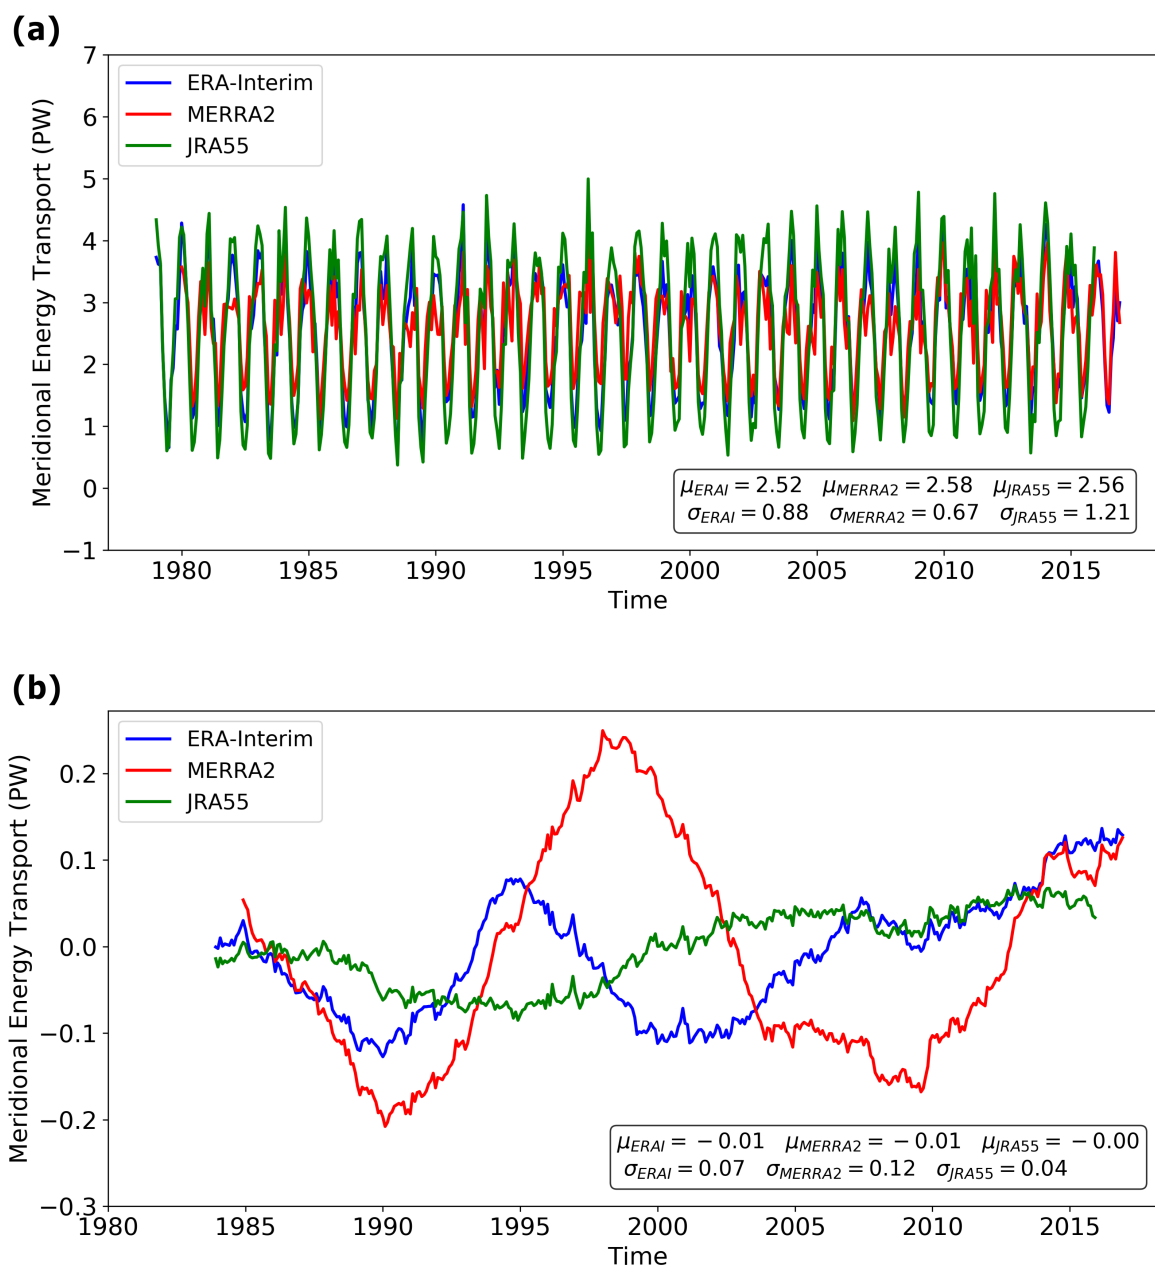 (a)
7
6
5
4
3
2
1
0
−1
Meridional Energy Transport (PW)
ERA-Interim
MERRA2
JRA55
μERAI = 2.52 μMERRA2 = 2.58 μJRA55 = 2.56
σERAI = 0.88 σMERRA2 = 0.67 σJRA55 = 1.21
1980 1985 1990 1995 2000 2005 2010 2015
Time
(b)
0.2
0.1
0.0
−0.1
−0.2
−0.3
Meridional Energy Transport (PW)
ERA-Interim
MERRA2
JRA55
μERAI = −0.01 μMERRA2 = −0.01 μJRA55 = −0.00
σERAI = 0.07 σMERRA2 = 0.12 σJRA55 = 0.04
1980 1985 1990 1995 2000 2005 2010 2015
Time